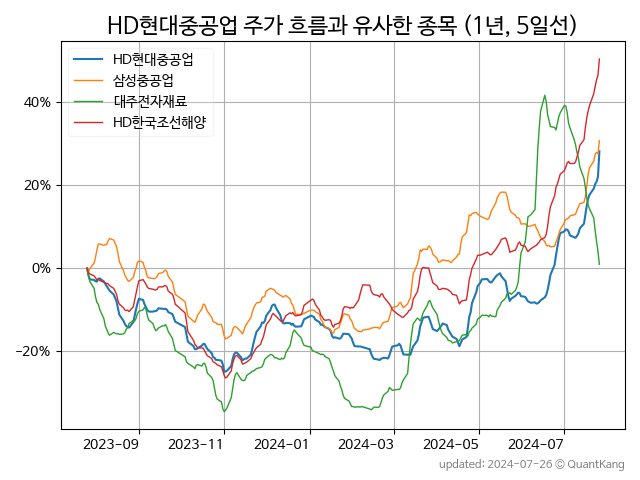 HD현대중공업 주가 흐름과 유사한 종목 (1년, 5일선)
HD현대중공업
삼성중공업
대주전자재료
HD한국조선해양
40%
20%
0%
−20%
2023-09 2023-11 2024-01 2024-03 2024-05 2024-07
updated: 2024-07-26 © QuantKang